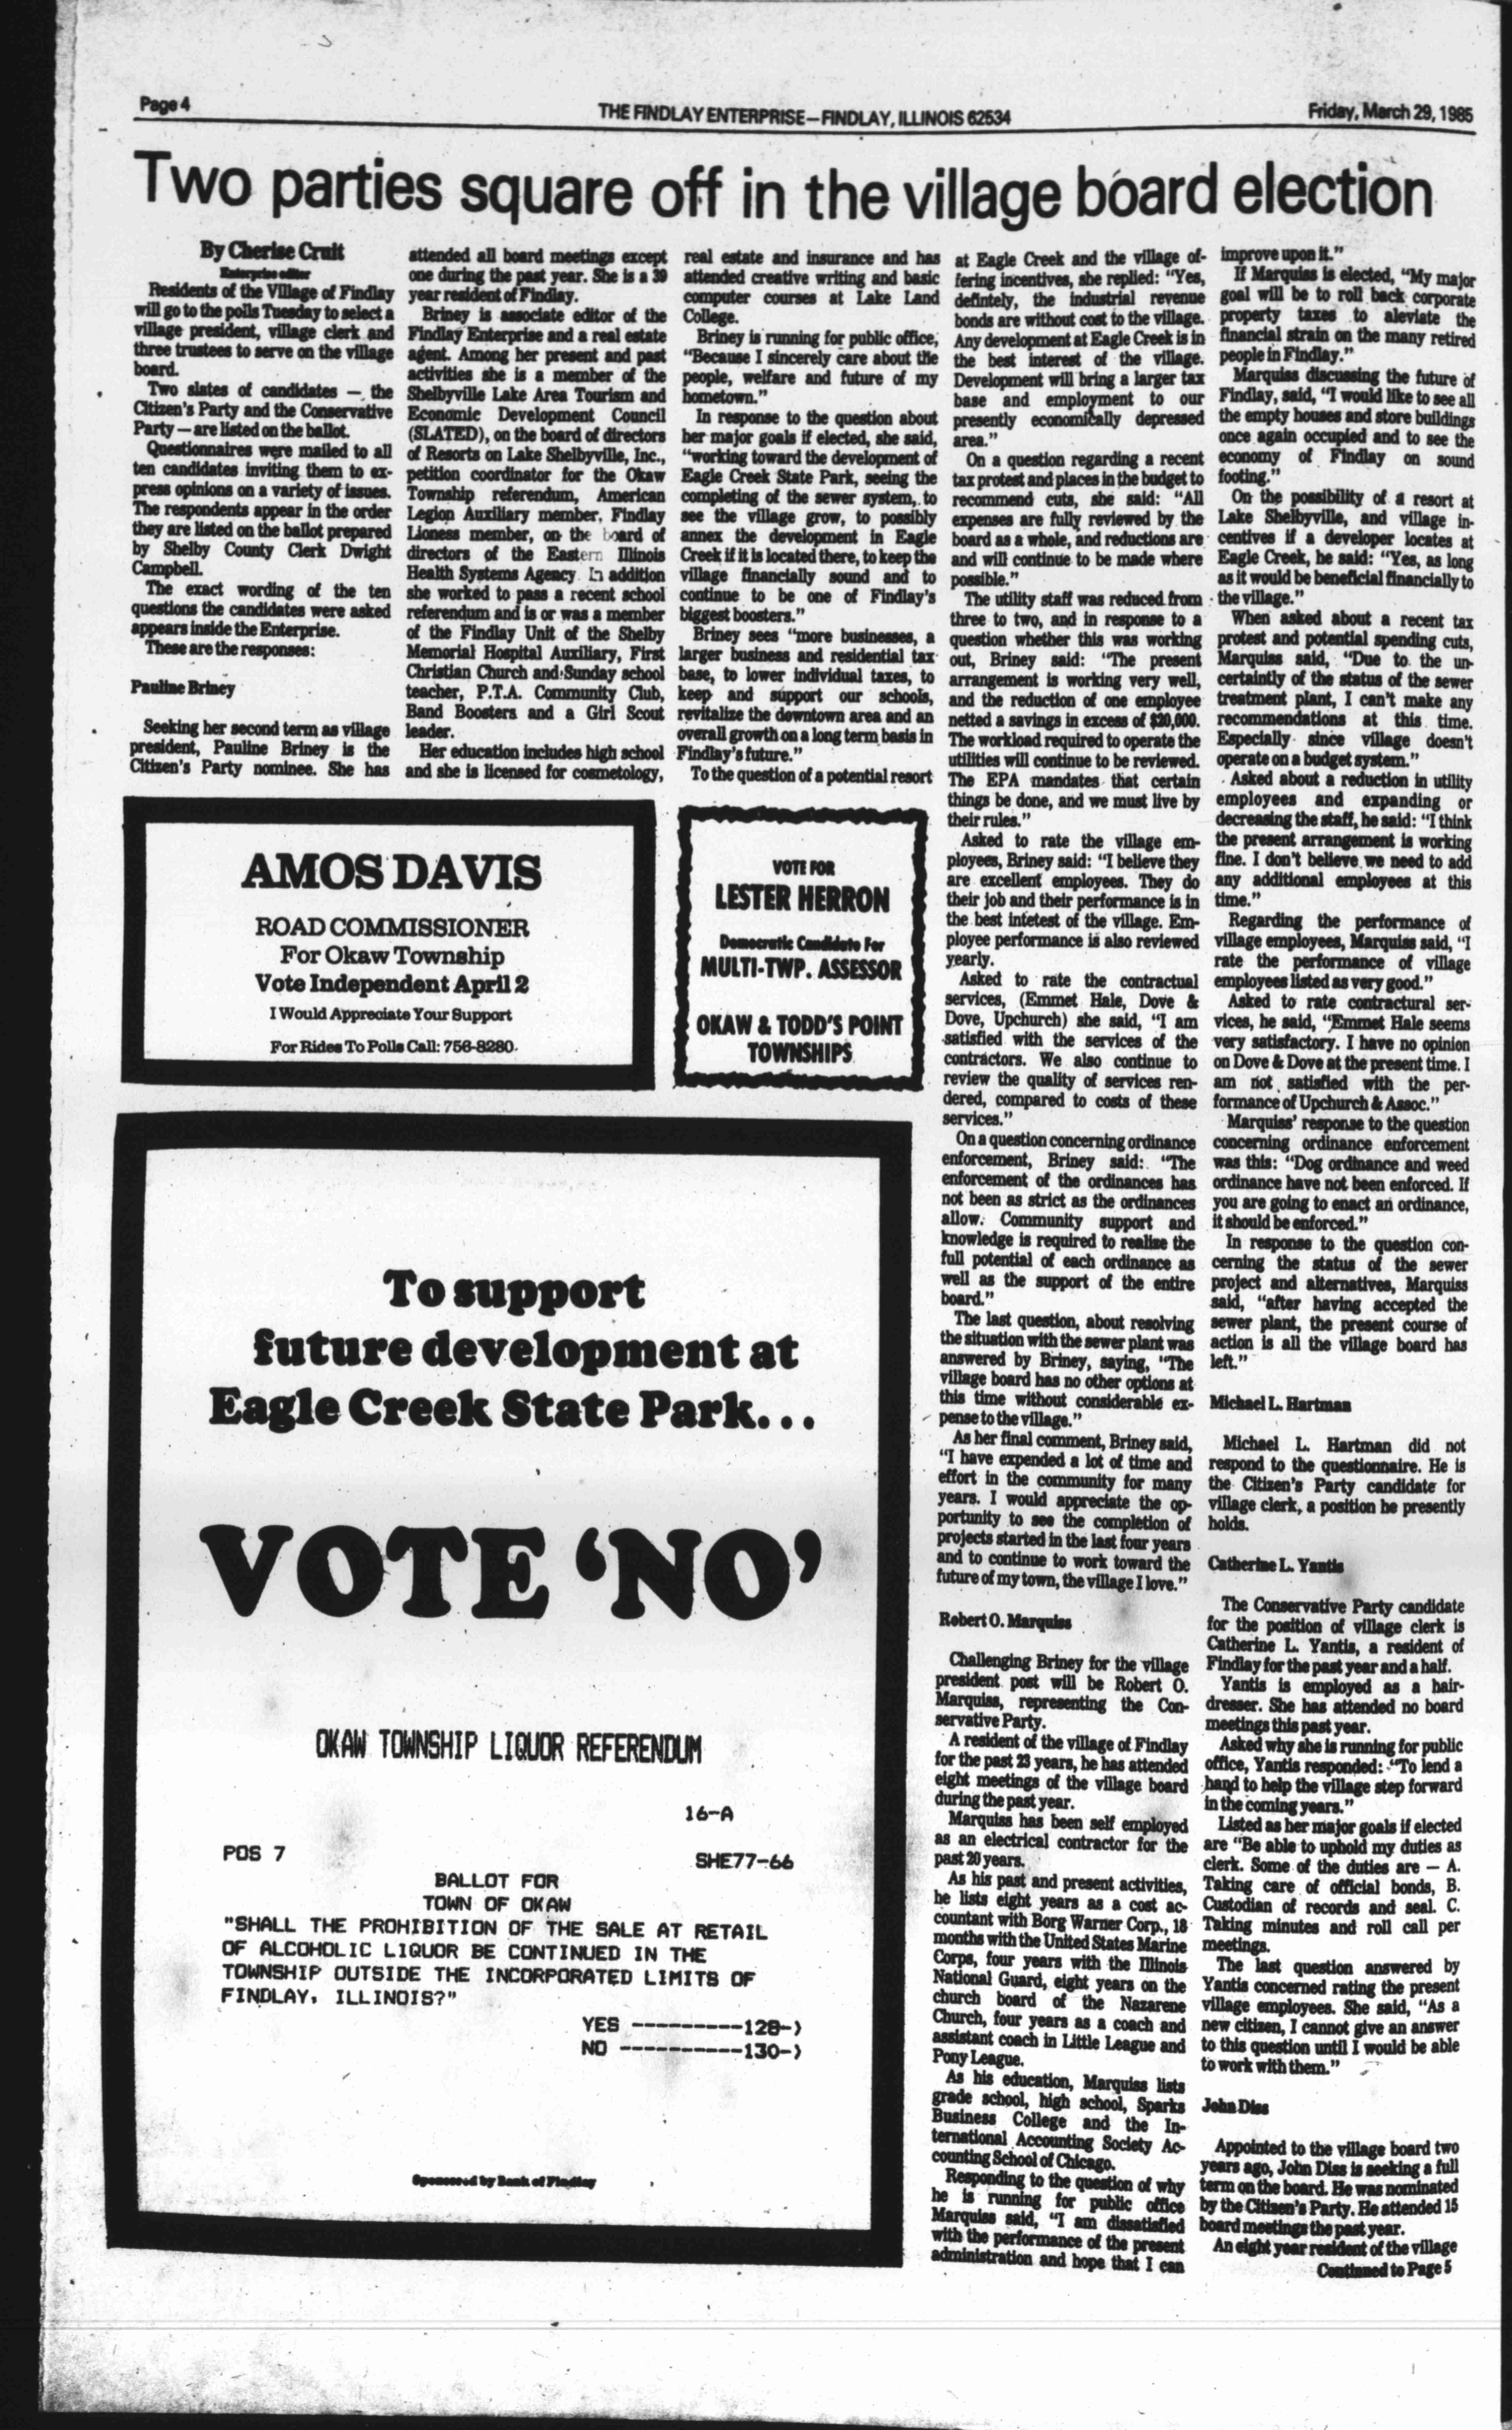 Page 4
THE FINDLAY ENTERPRISE—FINDLAY, ILLINOIS 62534
Friday, March 29, 1985
Two parties square off in the village board election
By Cherise Cruit
Enterprise editor
Residents of the Village of Findlay
will go to the polls Tuesday to select a
village president, village clerk and
three trustees to serve on the village
board.
Two slates of candidates — the
Citizen's Party and the Conservative
Party — are listed on the ballot.
Questionnaires were mailed to all
ten candidates inviting them to ex-
press opinions on a variety of issues.
The respondents appear in the order
they are listed on the ballot prepared
by Shelby County Clerk Dwight
Campbell.
The exact wording of the ten
questions the candidates were asked
appears inside the Enterprise.
These are the responses:
Pauline Briney
Seeking her second term as village
president, Pauline Briney is the
Citizen's Party nominee. She has
attended all board meetings except
one during the past year. She is a 39
year resident of Findlay.
Briney is associate editor of the
Findlay Enterprise and a real estate
agent. Among her present and past
activities she is a member of the
Shelbyville Lake Area Tourism and
Economic Development Council
(SLATED), on the board of directors
of Resorts on Lake Shelbyville, Inc.,
petition coordinator for the Okaw
Township referendum, American
Legion Auxiliary member, Findlay
Lioness member, on the board of
directors of the Eastern Illinois
Health Systems Agency. In addition
she worked to pass a recent school
referendum and is or was a member
of the Findlay Unit of the Shelby
Memorial Hospital Auxiliary, First
Christian Church and Sunday school
teacher, P.T.A. Community Club,
Band Boosters and a Girl Scout
leader.
Her education includes high school
and she is licensed for cosmetology,
real estate and insurance and has
attended creative writing and basic
computer courses at Lake Land
College.
Briney is running for public office,
"Because I sincerely care about the
people, welfare and future of my
hometown."
In response to the question about
her major goals if elected, she said,
"working toward the development of
Eagle Creek State Park, seeing the
completing of the sewer system, to
see the village grow, to possibly
annex the development in Eagle
Creek if it is located there, to keep the
village financially sound and to
continue to be one of Findlay's
biggest boosters."
Briney sees "more businesses, a
larger business and residential tax
base, to lower individual taxes, to
keep and support our schools,
revitalize the downtown area and an
overall growth on a long term basis in
Findlay's future."
To the question of a potential resort
at Eagle Creek and the village of-
fering incentives, she replied: "Yes,
defintely, the industrial revenue
bonds are without cost to the village.
Any development at Eagle Creek is in
the best interest of the village.
Development will bring a larger tax
base and employment to our
presently economically depressed
area."
On a question regarding a recent
tax protest and places in the budget to
recommend cuts, she said: "All
expenses are fully reviewed by the
board as a whole, and reductions are
and will continue to be made where
possible."
The utility staff was reduced from
three to two, and in response to a
question whether this was working
out, Briney said: "The present
arrangement is working very well,
and the reduction of one employee
netted a savings in excess of $20,000.
The workload required to operate the
utilities will continue to be reviewed.
The EPA mandates that certain
things be done, and we must live by
their rules."
Asked to rate the village em-
ployees, Briney said: "I believe they
are excellent employees. They do
their job and their performance is in
the best intetest of the village. Em-
ployee performance is also reviewed
yearly.
Asked to rate the contractual
services, (Emmet Hale, Dove &
Dove, Upchurch) she said, "I am
satisfied with the services of the
contractors. We also continue to
review the quality of services ren-
dered, compared to costs of these
services."
On a question concerning ordinance
enforcement, Briney said: "The
enforcement of the ordinances has
not been as strict as the ordinances
allow. Community support and
knowledge is required to realize the
full potential of each ordinance as
well as the support of the entire
board."
The last question, about resolving
the situation with the sewer plant was
answered by Briney, saying, "The
village board has no other options at
this time without considerable ex-
pense to the village."
As her final comment, Briney said,
"I have expended a lot of time and
effort in the community for many
years. I would appreciate the op-
portunity to see the completion of
projects started in the last four years
and to continue to work toward the
future of my town, the village I love."
Robert O. Marquiss
Challenging Briney for the village
president post will be Robert O.
Marquiss, representing the Con-
servative Party.
A resident of the village of Findlay
for the past 23 years, he has attended
eight meetings of the village board
during the past year.
Marquiss has been self employed
as an electrical contractor for the
past 20 years.
As his past and present activities,
he lists eight years as a cost ac-
countant with Borg Warner Corp., 18
months with the United States Marine
Corps, four years with the Illinois
National Guard, eight years on the
church board of the Nazarene
Church, four years as a coach and
assistant coach in Little League and
Pony League.
As his education, Marquiss lists
grade school, high school, Sparks
Business College and the In-
ternational Accounting Society Ac-
counting School of Chicago.
Responding to the question of why
he is running for public office
Marquiss said, "I am dissatisfied
with the performance of the present
administration and hope that I can
improve upon it."
If Marquiss is elected, "My major
goal will be to roll back corporate
property taxes to aleviate the
financial strain on the many retired
people in Findlay."
Marquiss discussing the future of
Findlay, said, "I would like to see all
the empty houses and store buildings
once again occupied and to see the
economy of Findlay on sound
footing."
On the possibility of a resort at
Lake Shelbyville, and village in-
centives if a developer locates at
Eagle Creek, he said: "Yes, as long
as it would be beneficial financially to
the village."
When asked about a recent tax
protest and potential spending cuts,
Marquiss said, "Due to the un-
certainty of the status of the sewer
treatment plant, I can't make any
recommendations at this time.
Especially since village doesn't
operate on a budget system."
Asked about a reduction in utility
employees and expanding or
decreasing the staff, he said: "I think
the present arrangement is working
fine. I don't believe we need to add
any additional employees at this
time."
Regarding the performance of
village employees, Marquiss said, "I
rate the performance of village
employees listed as very good."
Asked to rate contractural ser-
vices, he said, "Emmet Hale seems
very satisfactory. I have no opinion
on Dove & Dove at the present time. I
am not satisfied with the per-
formance of Upchurch & Assoc."
Marquiss' response to the question
concerning ordinance enforcement
was this: "Dog ordinance and weed
ordinance have not been enforced. If
you are going to enact an ordinance,
it should be enforced."
In response to the question con-
cerning the status of the sewer
project and alternatives, Marquiss
said, "after having accepted the
sewer plant, the present course of
action is all the village board has
left."
Michael L. Hartman
Michael L. Hartman did not
respond to the questionnaire. He is
the Citizen's Party candidate for
village clerk, a position he presently
holds.
Catherine L. Yantis
The Conservative Party candidate
for the position of village clerk is
Catherine L. Yantis, a resident of
Findlay for the past year and a half.
Yantis is employed as a hair-
dresser. She has attended no board
meetings this past year.
Asked why she is running for public
office, Yantis responded: "To lend a
hand to help the village step forward
in the coming years."
Listed as her major goals if elected
are "Be able to uphold my duties as
clerk. Some of the duties are — A.
Taking care of official bonds, B.
Custodian of records and seal. C.
Taking minutes and roll call per
meetings.
The last question answered by
Yantis concerned rating the present
village employees. She said, "As a
new citizen, I cannot give an answer
to this question until I would be able
to work with them."
John Diss
Appointed to the village board two
years ago, John Diss is seeking a full
term on the board. He was nominated
by the Citizen's Party. He attended 15
board meetings the past year.
An eight year resident of the village
Continued to Page 5
AMOS DAVIS
ROAD COMMISSIONER
For Okaw Township
Vote Independent April 2
I Would Appreciate Your Support
For Rides To Polls Call: 756-8280.
VOTE FOR
LESTER HERRON
Democratic Candidate For
MULTI-TWP. ASSESSOR
OKAW & TODD'S POINT
TOWNSHIPS
To support
future development at
Eagle Creek State Park...
VOTE 'NO'
OKAW TOWNSHIP LIQUOR REFERENDUM
16-A
POS 7
SHE77-66
BALLOT FOR
TOWN OF OKAW
"SHALL THE PROHIBITION OF THE SALE AT RETAIL
OF ALCOHOLIC LIQUOR BE CONTINUED IN THE
TOWNSHIP OUTSIDE THE INCORPORATED LIMITS OF
FINDLAY, ILLINOIS?"
YES ---------128-)
NO ----------130-)
Sponsored by Bank of Findlay